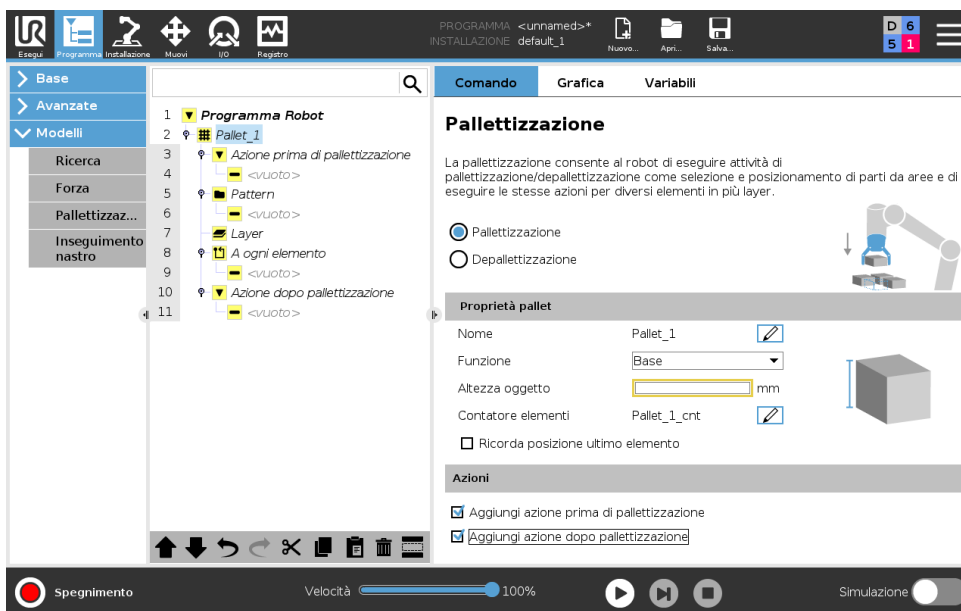 UR
PROGRAMMA <unnamed>*
INSTALLAZIONE default_1
Esegui Programma Installazione Muovi I/O Registro Nuovo... Apri... Salva...
D 6
5 1
Base
Avanzate
Modelli
Ricerca
Forza
Pallettizzaz...
Inseguimento
nastro
1 Programma Robot
2 Pallet_1
3 Azione prima di pallettizzazione
4 <vuoto>
5 Pattern
6 <vuoto>
7 Layer
8 A ogni elemento
9 <vuoto>
10 Azione dopo pallettizzazione
11 <vuoto>
Comando Grafica Variabili
Pallettizzazione
La pallettizzazione consente al robot di eseguire attività di
pallettizzazione/depallettizzazione come selezione e posizionamento di parti da aree e di
eseguire le stesse azioni per diversi elementi in più layer.
Pallettizzazione
Depallettizzazione
Proprietà pallet
Nome Pallet_1
Funzione Base
Altezza oggetto mm
Contatore elementi Pallet_1_cnt
Ricorda posizione ultimo elemento
Azioni
Aggiungi azione prima di pallettizzazione
Aggiungi azione dopo pallettizzazione
Spegnimento Velocità 100% Simulazione